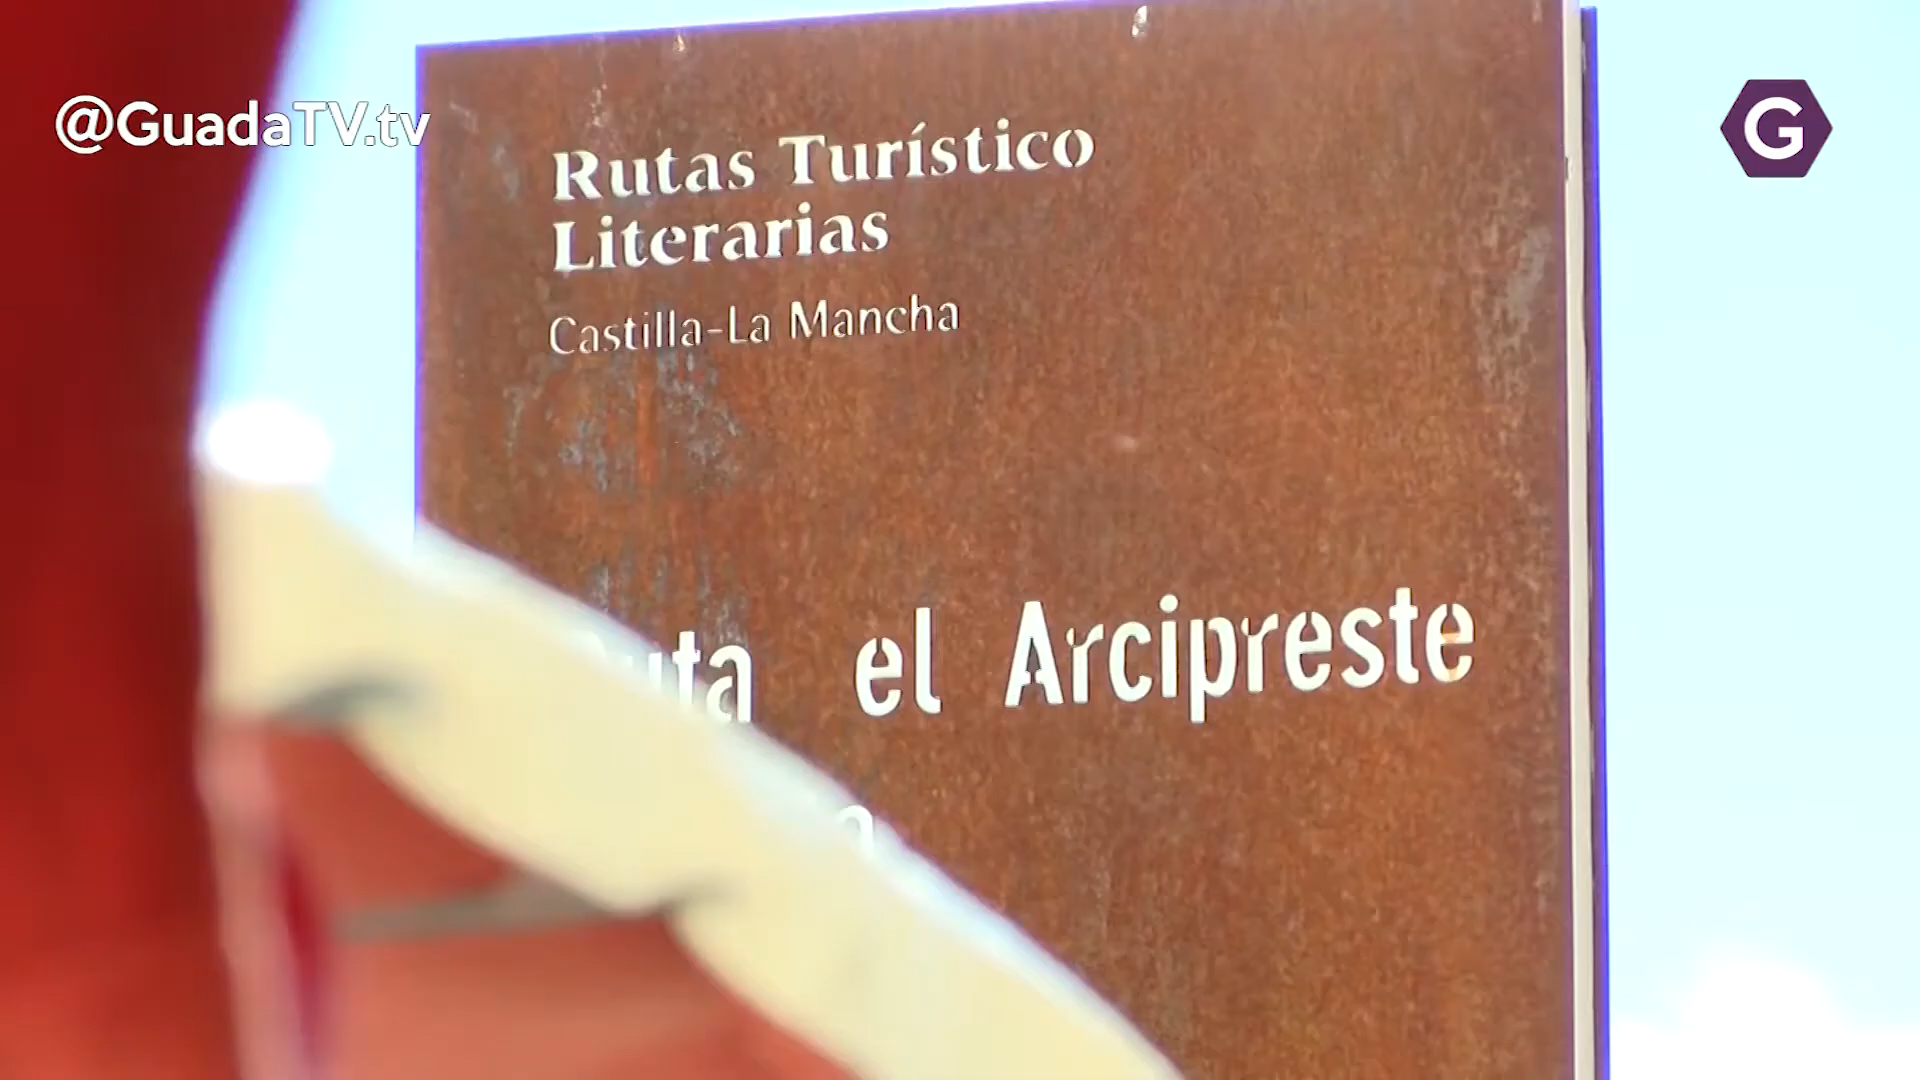 @GuadaTV.tv
G
Rutas Turístico
Literarias
Castilla-La Mancha
el Arcipreste